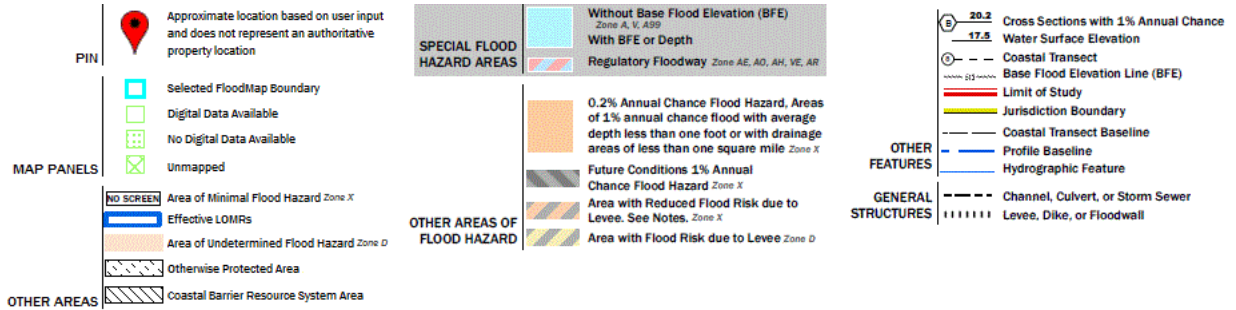 PIN
Approximate location based on user input
and does not represent an authoritative
property location
MAP PANELS
Selected FloodMap Boundary
Digital Data Available
No Digital Data Available
Unmapped
OTHER AREAS
NO SCREEN Area of Minimal Flood Hazard Zone X
Effective LOMRs
Area of Undetermined Flood Hazard Zone D
Otherwise Protected Area
Coastal Barrier Resource System Area
SPECIAL FLOOD
HAZARD AREAS
Without Base Flood Elevation (BFE)
Zone A, V, A99
With BFE or Depth
Regulatory Floodway Zone AE, AO, AH, VE, AR
OTHER AREAS OF
FLOOD HAZARD
0.2% Annual Chance Flood Hazard, Areas
of 1% annual chance flood with average
depth less than one foot or with drainage
areas of less than one square mile Zone X
Future Conditions 1% Annual
Chance Flood Hazard Zone X
Area with Reduced Flood Risk due to
Levee. See Notes. Zone X
Area with Flood Risk due to Levee Zone D
OTHER
FEATURES
B 20.2 Cross Sections with 1% Annual Chance
17.5 Water Surface Elevation
8 Coastal Transect
513 Base Flood Elevation Line (BFE)
Limit of Study
Jurisdiction Boundary
Coastal Transect Baseline
Profile Baseline
Hydrographic Feature
GENERAL
STRUCTURES
Channel, Culvert, or Storm Sewer
Levee, Dike, or Floodwall